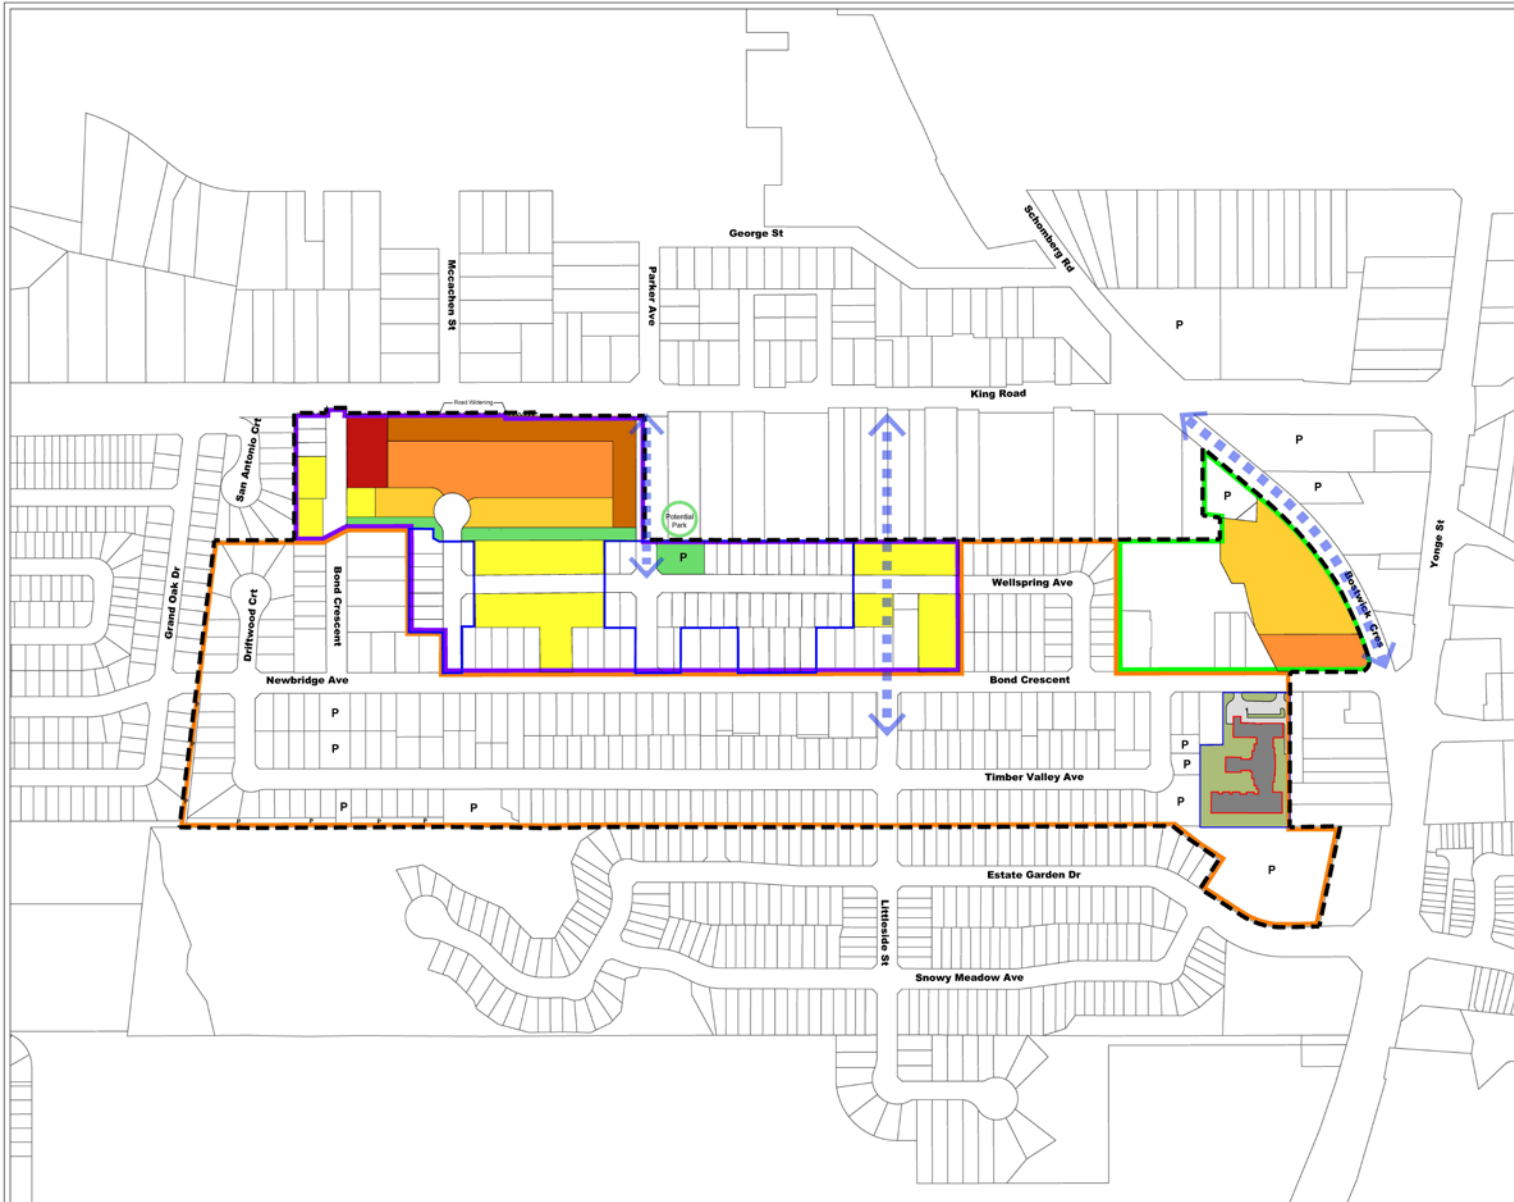 George St
Schomberg Rd
Mccachen St
Parker Ave
P
King Road
Road Widening
San Antonio Crt
P
P
P
Potential
Park
Yonge St
P
Wellspring Ave
Bostwick Cres
Grand Oak Dr
Driftwood Crt
Bond Crescent
Newbridge Ave
Bond Crescent
P
P
P
P
Timber Valley Ave
P
P
P
P
P
P
P
P
Estate Garden Dr
Littleside St
Snowy Meadow Ave